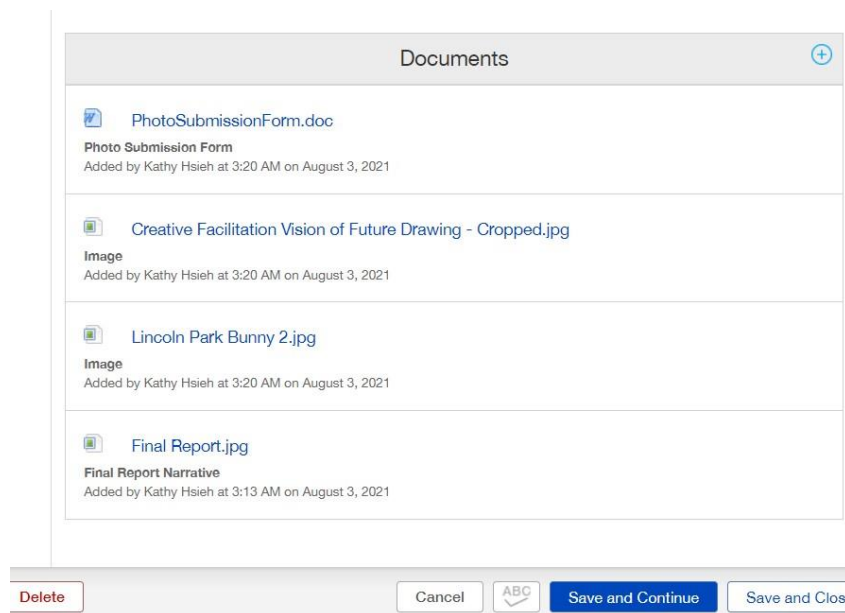 Documents
PhotoSubmissionForm.doc
Photo Submission Form
Added by Kathy Hsieh at 3:20 AM on August 3, 2021
Creative Facilitation Vision of Future Drawing - Cropped.jpg
Image
Added by Kathy Hsieh at 3:20 AM on August 3, 2021
Lincoln Park Bunny 2.jpg
Image
Added by Kathy Hsieh at 3:20 AM on August 3, 2021
Final Report.jpg
Final Report Narrative
Added by Kathy Hsieh at 3:13 AM on August 3, 2021
Delete Cancel ABC Save and Continue Save and Clos